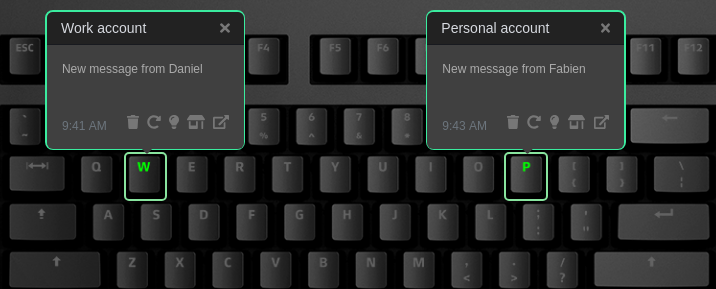 Work account
Personal account
New message from Daniel
New message from Fabien
9:41 AM
9:43 AM
ESC F4 F5 F6 F11 F12
~ 5 % 6 ^ 7 & 8 *
Q W E R T Y U I O P [ { ] } \ |
A S D F G H J K L ; : ' "
Z X C V B N M , < . > / ?